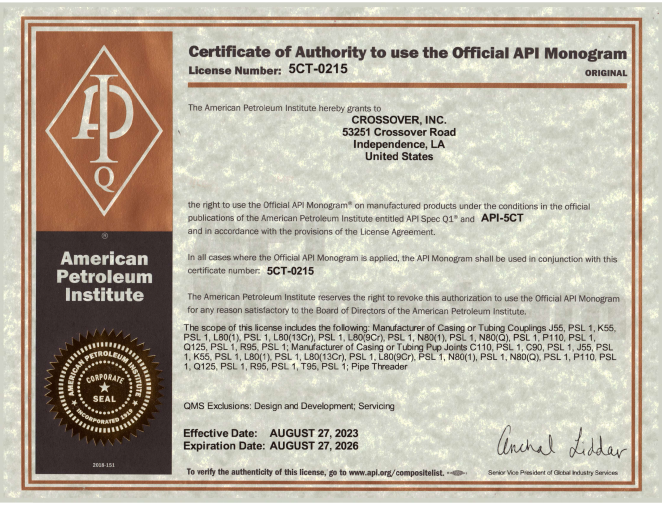 Certificate of Authority to use the Official API Monogram
License Number: 5CT-0215
ORIGINAL
The American Petroleum Institute hereby grants to
CROSSOVER, INC.
53251 Crossover Road
Independence, LA
United States
the right to use the Official API Monogram® on manufactured products under the conditions in the official
publications of the American Petroleum Institute entitled API Spec Q1® and API-5CT
and in accordance with the provisions of the License Agreement.
In all cases where the Official API Monogram is applied, the API Monogram shall be used in conjunction with this
certificate number: 5CT-0215
The American Petroleum Institute reserves the right to revoke this authorization to use the Official API Monogram
for any reason satisfactory to the Board of Directors of the American Petroleum Institute.
The scope of this license includes the following: Manufacturer of Casing or Tubing Couplings J55, PSL 1, K55,
PSL 1, L80(1), PSL 1, L80(13Cr), PSL 1, L80(9Cr), PSL 1, N80(1), PSL 1, N80(Q), PSL 1, P110, PSL 1,
Q125, PSL 1, R95, PSL 1; Manufacturer of Casing or Tubing Pup Joints C110, PSL 1, C90, PSL 1, J55, PSL
1, K55, PSL 1, L80(1), PSL 1, L80(13Cr), PSL 1, L80(9Cr), PSL 1, N80(1), PSL 1, N80(Q), PSL 1, P110, PSL
1, Q125, PSL 1, R95, PSL 1, T95, PSL 1; Pipe Threader
QMS Exclusions: Design and Development; Servicing
Effective Date: AUGUST 27, 2023
Expiration Date: AUGUST 27, 2026
To verify the authenticity of this license, go to www.api.org/compositelist.
Anchal Liddar
Senior Vice President of Global Industry Services
API
Q
®
American
Petroleum
Institute
AMERICAN PETROLEUM INSTITUTE
CORPORATE
SEAL
INCORPORATED 1919
2018-151